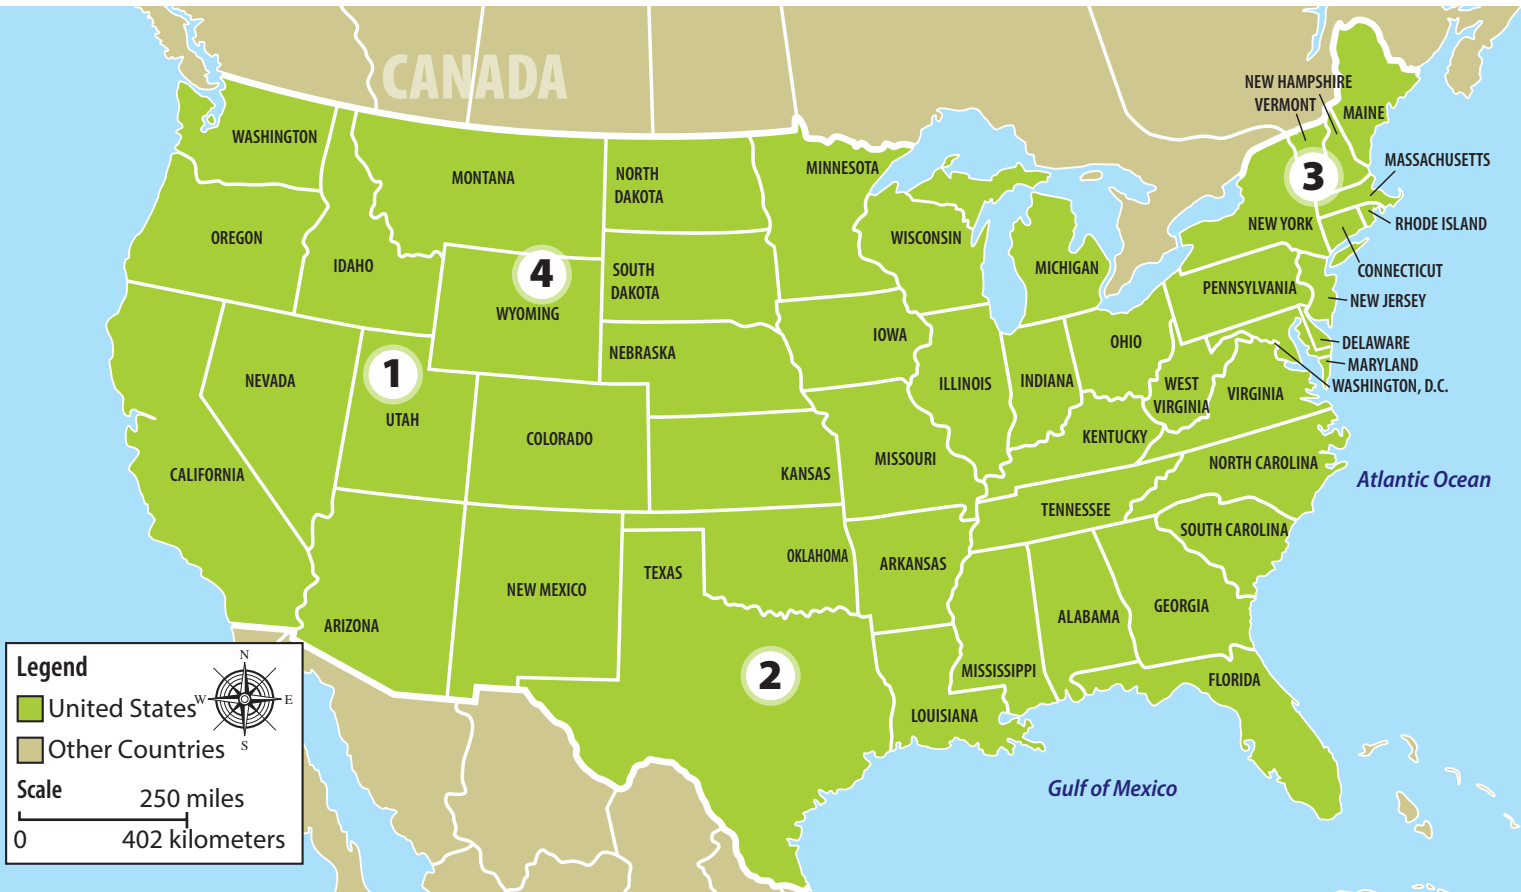 CANADA
NEW HAMPSHIRE
VERMONT
MAINE
WASHINGTON
MONTANA
NORTH
DAKOTA
MINNESOTA
MASSACHUSETTS
3
OREGON
IDAHO
4
WYOMING
SOUTH
DAKOTA
WISCONSIN
MICHIGAN
NEW YORK
RHODE ISLAND
CONNECTICUT
PENNSYLVANIA
NEW JERSEY
NEVADA
1
UTAH
NEBRASKA
IOWA
ILLINOIS
INDIANA
OHIO
DELAWARE
MARYLAND
WASHINGTON, D.C.
WEST
VIRGINIA
VIRGINIA
CALIFORNIA
COLORADO
KANSAS
MISSOURI
KENTUCKY
NORTH CAROLINA
Atlantic Ocean
TENNESSEE
SOUTH CAROLINA
ARIZONA
NEW MEXICO
TEXAS
OKLAHOMA
ARKANSAS
ALABAMA
GEORGIA
2
MISSISSIPPI
LOUISIANA
FLORIDA
Gulf of Mexico
Legend
United States
Other Countries
N
W
E
S
Scale
250 miles
0
402 kilometers